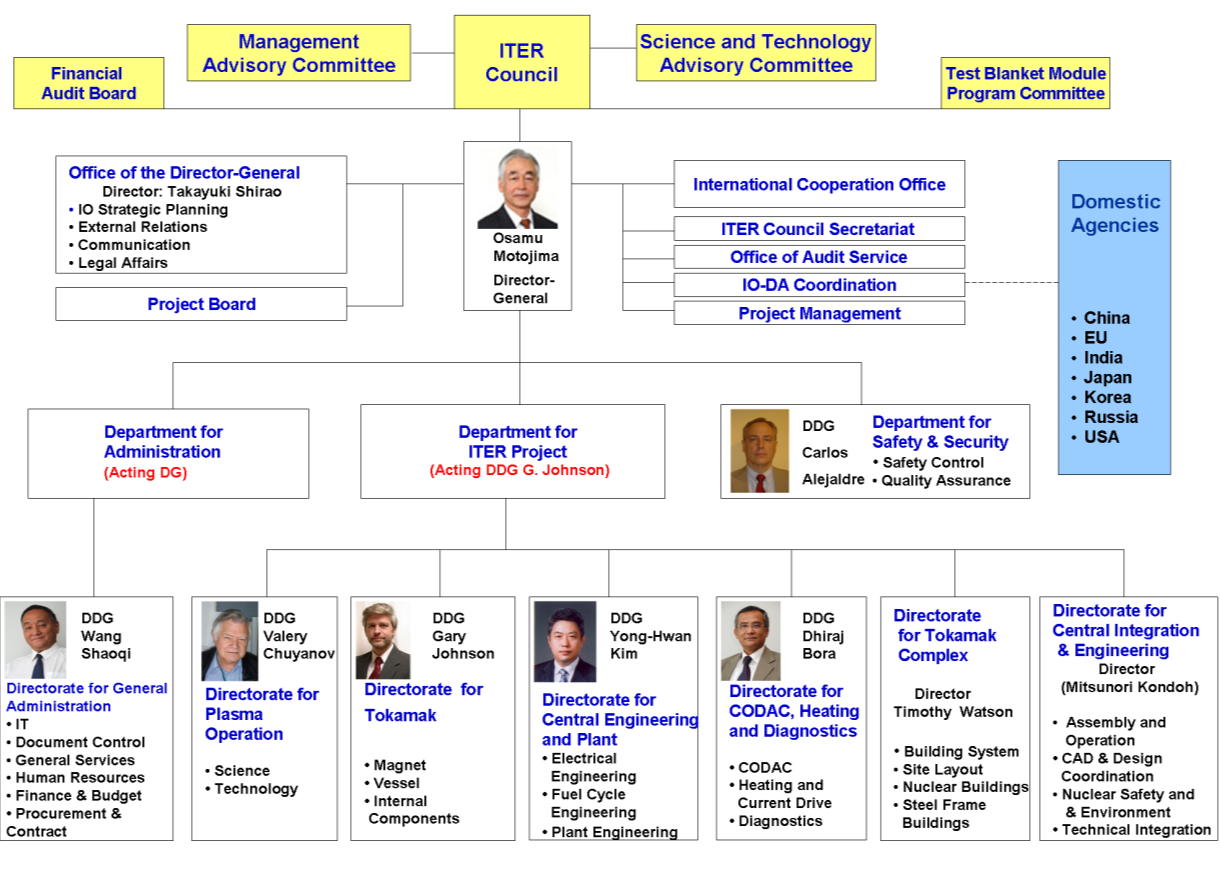 Management
Advisory Committee
ITER
Council
Science and Technology
Advisory Committee
Financial
Audit Board
Test Blanket Module
Program Committee
Office of the Director-General
Director: Takayuki Shirao
• IO Strategic Planning
• External Relations
• Communication
• Legal Affairs
Project Board
Osamu
Motojima
Director-
General
International Cooperation Office
ITER Council Secretariat
Office of Audit Service
IO-DA Coordination
Project Management
Domestic
Agencies
• China
• EU
• India
• Japan
• Korea
• Russia
• USA
Department for
Administration
(Acting DG)
Department for
ITER Project
(Acting DDG G. Johnson)
DDG
Carlos
Alejaldre
Department for
Safety & Security
• Safety Control
• Quality Assurance
DDG
Wang
Shaoqi
Directorate for General
Administration
• IT
• Document Control
• General Services
• Human Resources
• Finance & Budget
• Procurement &
Contract
DDG
Valery
Chuyanov
Directorate for
Plasma
Operation
• Science
• Technology
DDG
Gary
Johnson
Directorate for
Tokamak
• Magnet
• Vessel
• Internal
Components
DDG
Yong-Hwan
Kim
Directorate for
Central Engineering
and Plant
• Electrical
Engineering
• Fuel Cycle
Engineering
• Plant Engineering
DDG
Dhiraj
Bora
Directorate for
CODAC, Heating
and Diagnostics
• CODAC
• Heating and
Current Drive
• Diagnostics
Directorate
for Tokamak
Complex
Director
Timothy Watson
• Building System
• Site Layout
• Nuclear Buildings
• Steel Frame
Buildings
Directorate for
Central Integration
& Engineering
Director
(Mitsunori Kondoh)
• Assembly and
Operation
• CAD & Design
Coordination
• Nuclear Safety and
& Environment
• Technical Integration